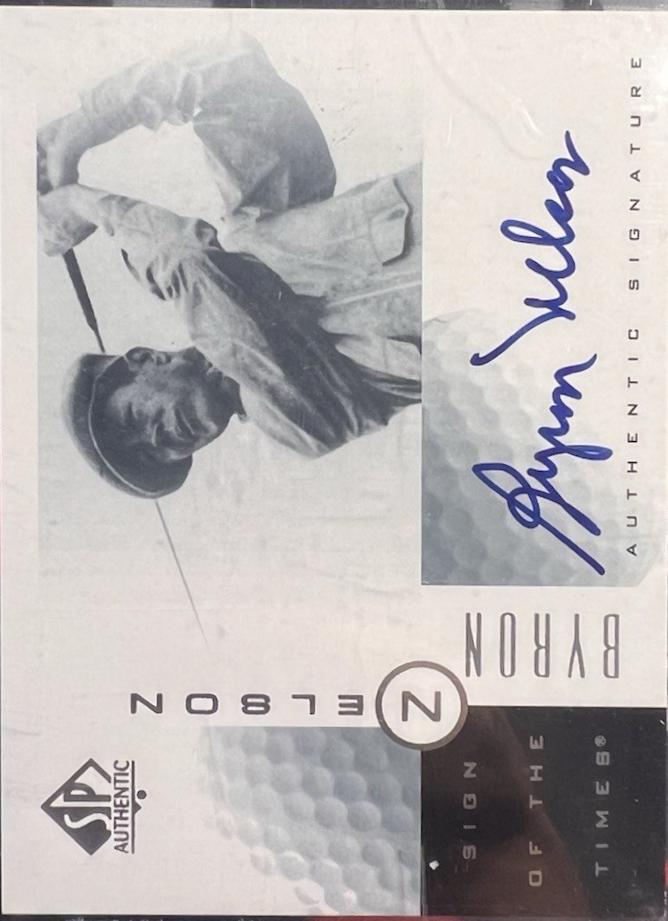 SP
AUTHENTIC
NELSON
N
BYRON
SIGN
OF THE
TIMES®
Byron Nelson
AUTHENTIC SIGNATURE